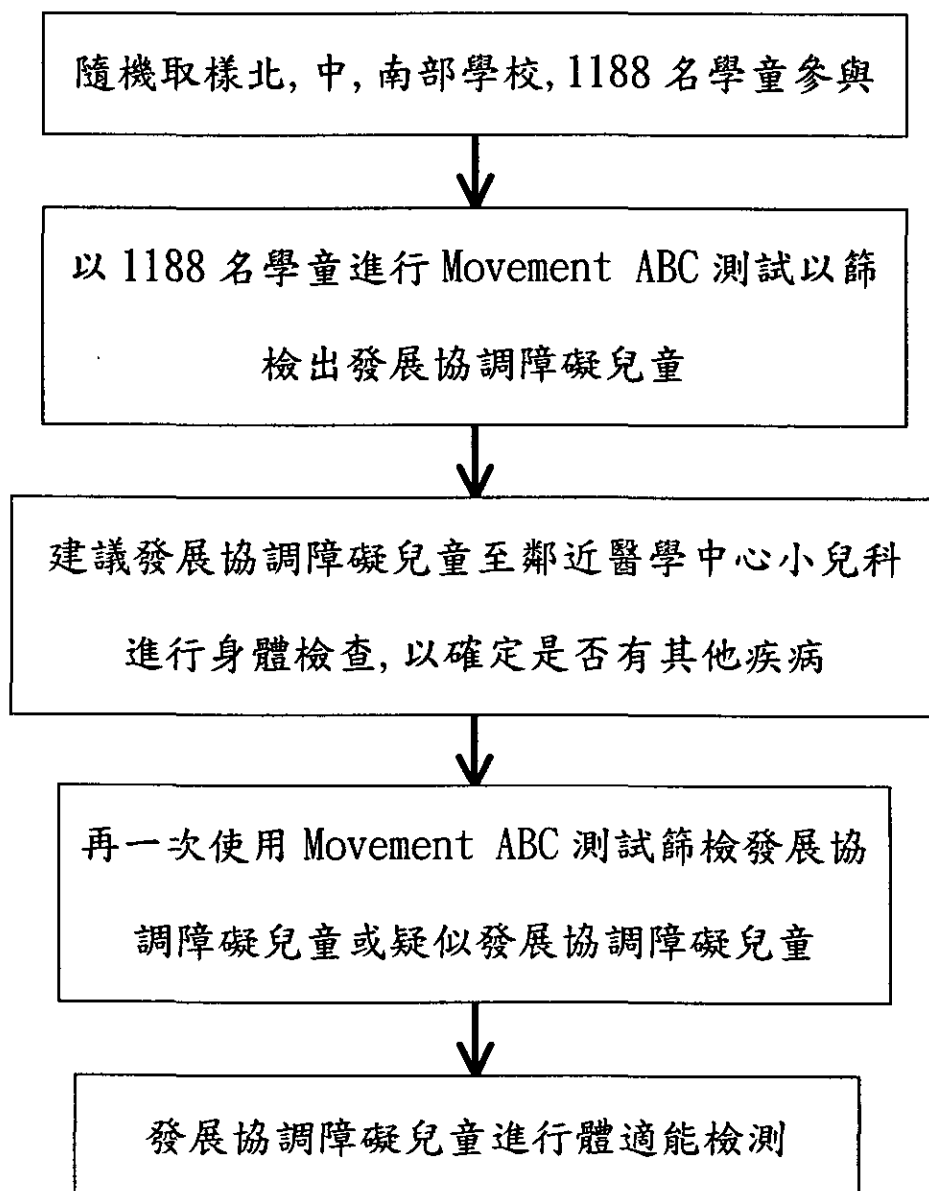 隨機取樣北,中,南部學校,1188 名學童參與
以 1188 名學童進行 Movement ABC 測試以篩
檢出發展協調障礙兒童
建議發展協調障礙兒童至鄰近醫學中心小兒科
進行身體檢查,以確定是否有其他疾病
再一次使用 Movement ABC 測試篩檢發展協
調障礙兒童或疑似發展協調障礙兒童
發展協調障礙兒童進行體適能檢測